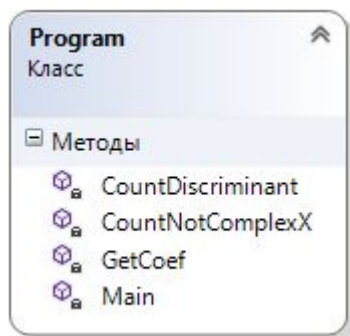 Program
Класс
Методы
CountDiscriminant
CountNotComplexX
GetCoef
Main